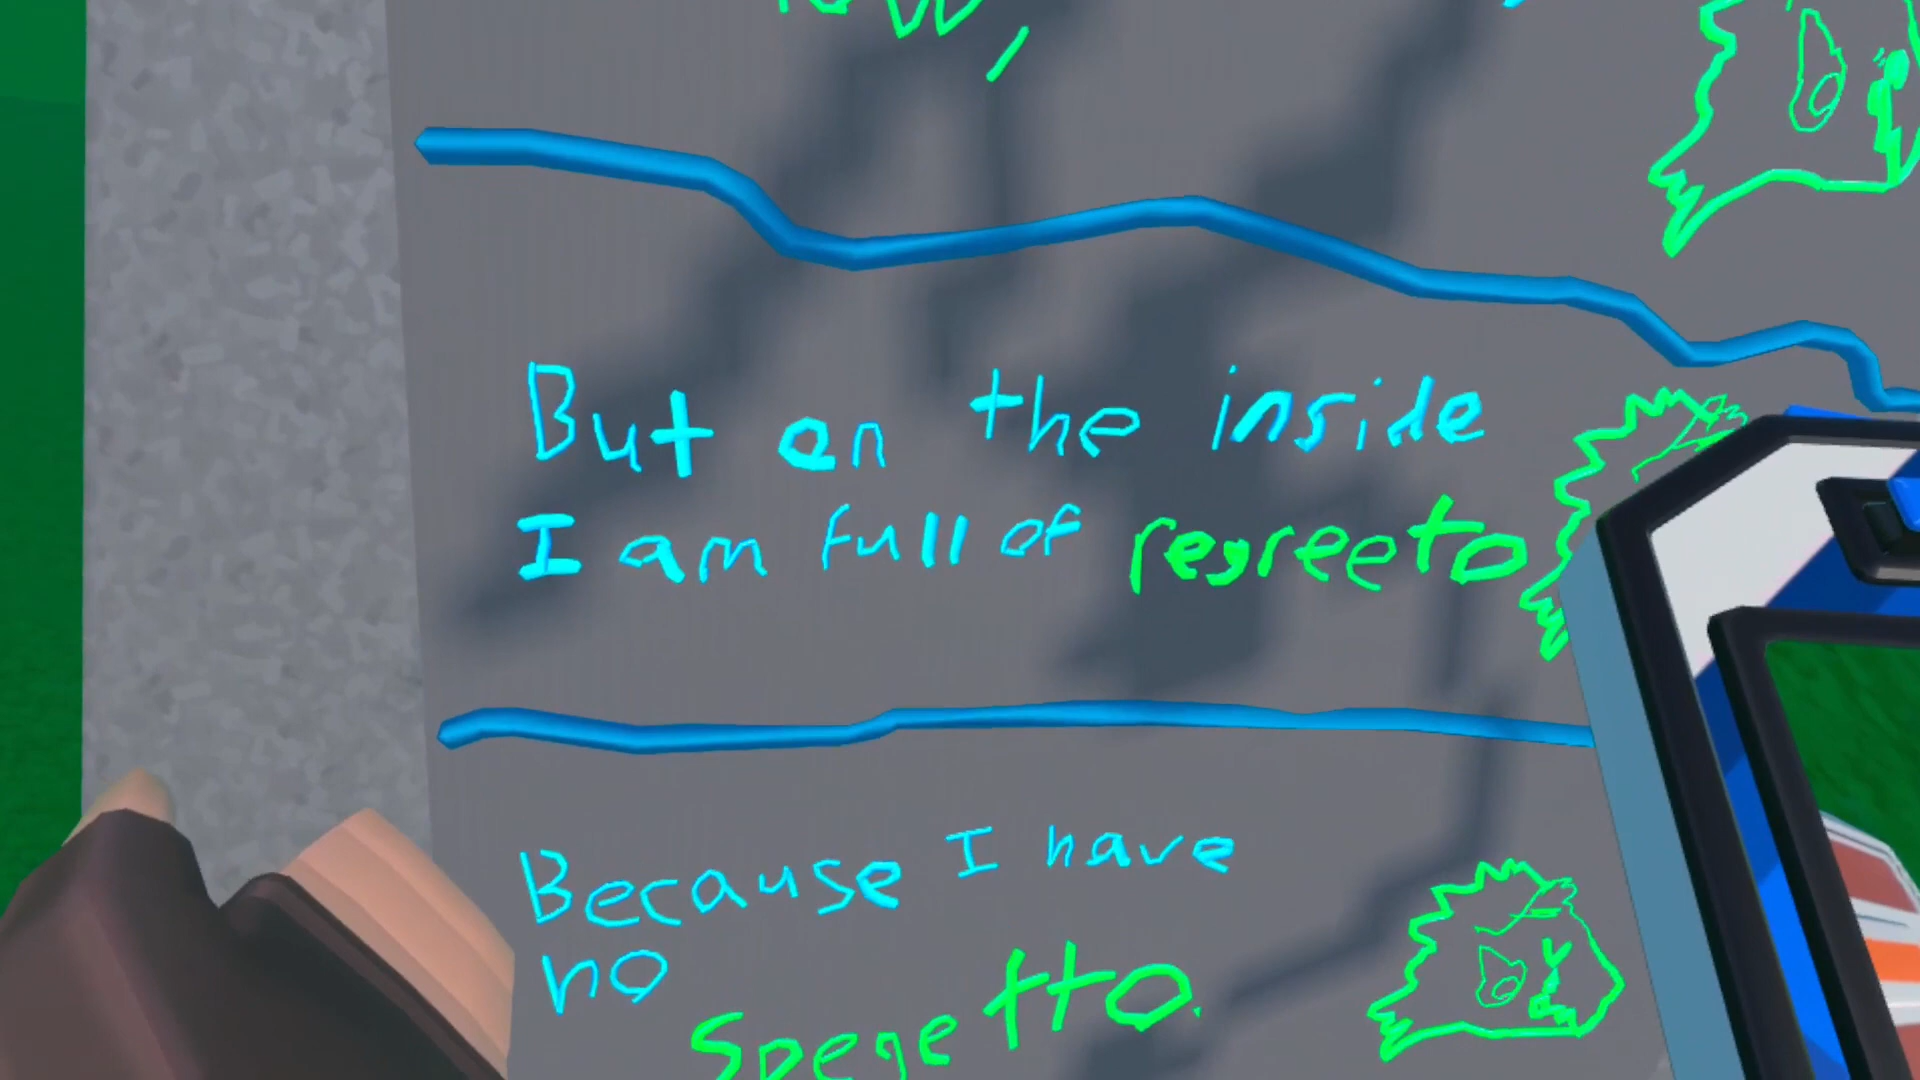 But on the inside
I am full of regreeto
Because I have
no
Spegetto.